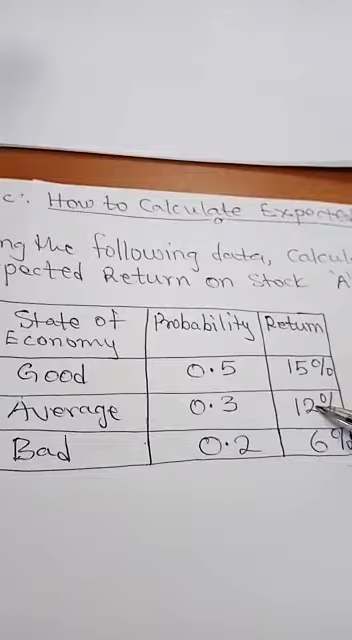 c: How to Calculate Expected
ng the following data, calcul
pected Return on Stock 'A'
State of Economy Probability Return
Good 0.5 15%
Average 0.3 12%
Bad 0.2 6%